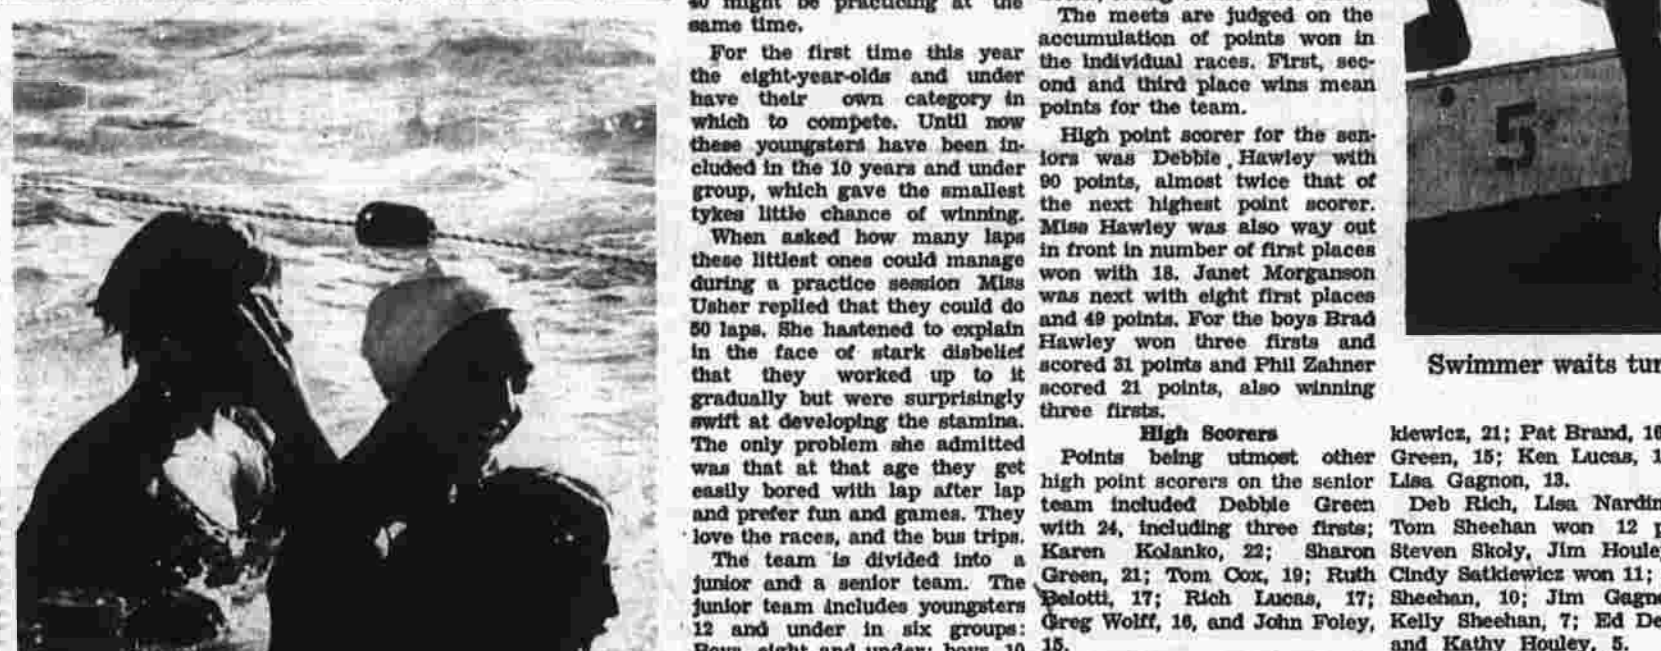 40 might be practicing at the
same time.
For the first time this year
the eight-year-olds and under
have their own category in
which to compete. Until now
these youngsters have been in-
cluded in the 10 years and under
group, which gave the smallest
tykes little chance of winning.
When asked how many laps
these littlest ones could manage
during a practice session Miss
Usher replied that they could do
50 laps. She hastened to explain
in the face of stark disbelief
that they worked up to it
gradually but were surprisingly
swift at developing the stamina.
The only problem she admitted
was that at that age they get
easily bored with lap after lap
and prefer fun and games. They
love the races, and the bus trips.
The team is divided into a
junior and a senior team. The
junior team includes youngsters
12 and under in six groups:
Boys, eight and under; boys, 10
The meets are judged on the
accumulation of points won in
the individual races. First, sec-
ond and third place wins mean
points for the team.
High point scorer for the sen-
iors was Debbie Hawley with
90 points, almost twice that of
the next highest point scorer.
Miss Hawley was also way out
in front in number of first places
won with 18. Janet Morganson
was next with eight first places
and 49 points. For the boys Brad
Hawley won three firsts and
scored 31 points and Phil Zahner
scored 21 points, also winning
three firsts.
High Scorers
Points being utmost other
high point scorers on the senior
team included Debbie Green
with 24, including three firsts;
Karen Kolanko, 22; Sharon
Green, 21; Tom Cox, 19; Ruth
Belotti, 17; Rich Lucas, 17;
Greg Wolff, 16, and John Foley,
15.
5
Swimmer waits tur
kiewicz, 21; Pat Brand, 16
Green, 15; Ken Lucas, 1
Lisa Gagnon, 13.
Deb Rich, Lisa Nardin
Tom Sheehan won 12 p
Steven Skoly, Jim Houle
Cindy Satkiewicz won 11;
Sheehan, 10; Jim Gagn
Kelly Sheehan, 7; Ed De
and Kathy Houley, 5.